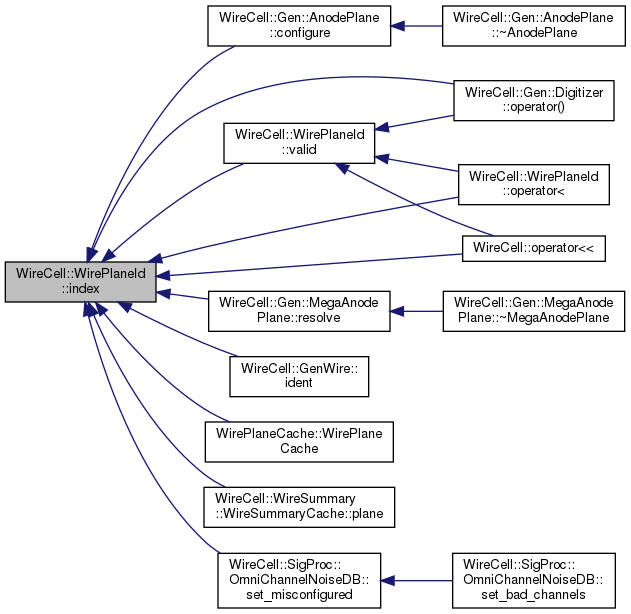 WireCell::Gen::AnodePlane
::configure
WireCell::Gen::AnodePlane
::~AnodePlane
WireCell::Gen::Digitizer
::operator()
WireCell::WirePlaneId
::valid
WireCell::WirePlaneId
::operator<
WireCell::operator<<
WireCell::WirePlaneId
::index
WireCell::Gen::MegaAnode
Plane::resolve
WireCell::Gen::MegaAnode
Plane::~MegaAnodePlane
WireCell::GenWire::
ident
WirePlaneCache::WirePlane
Cache
WireCell::WireSummary
::WireSummaryCache::plane
WireCell::SigProc::
OmniChannelNoiseDB::
set_misconfigured
WireCell::SigProc::
OmniChannelNoiseDB::
set_bad_channels